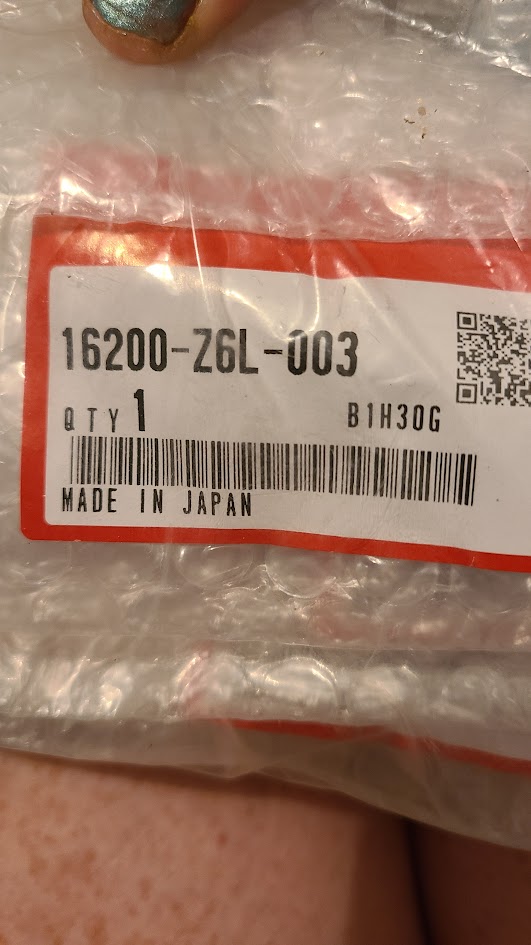 16200-Z6L-003
QTY 1 B1H30G
MADE IN JAPAN